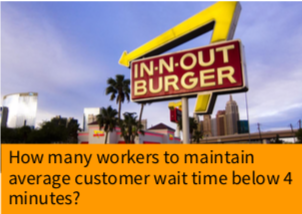 IN-N-OUT
BURGER
How many workers to maintain
average customer wait time below 4
minutes?